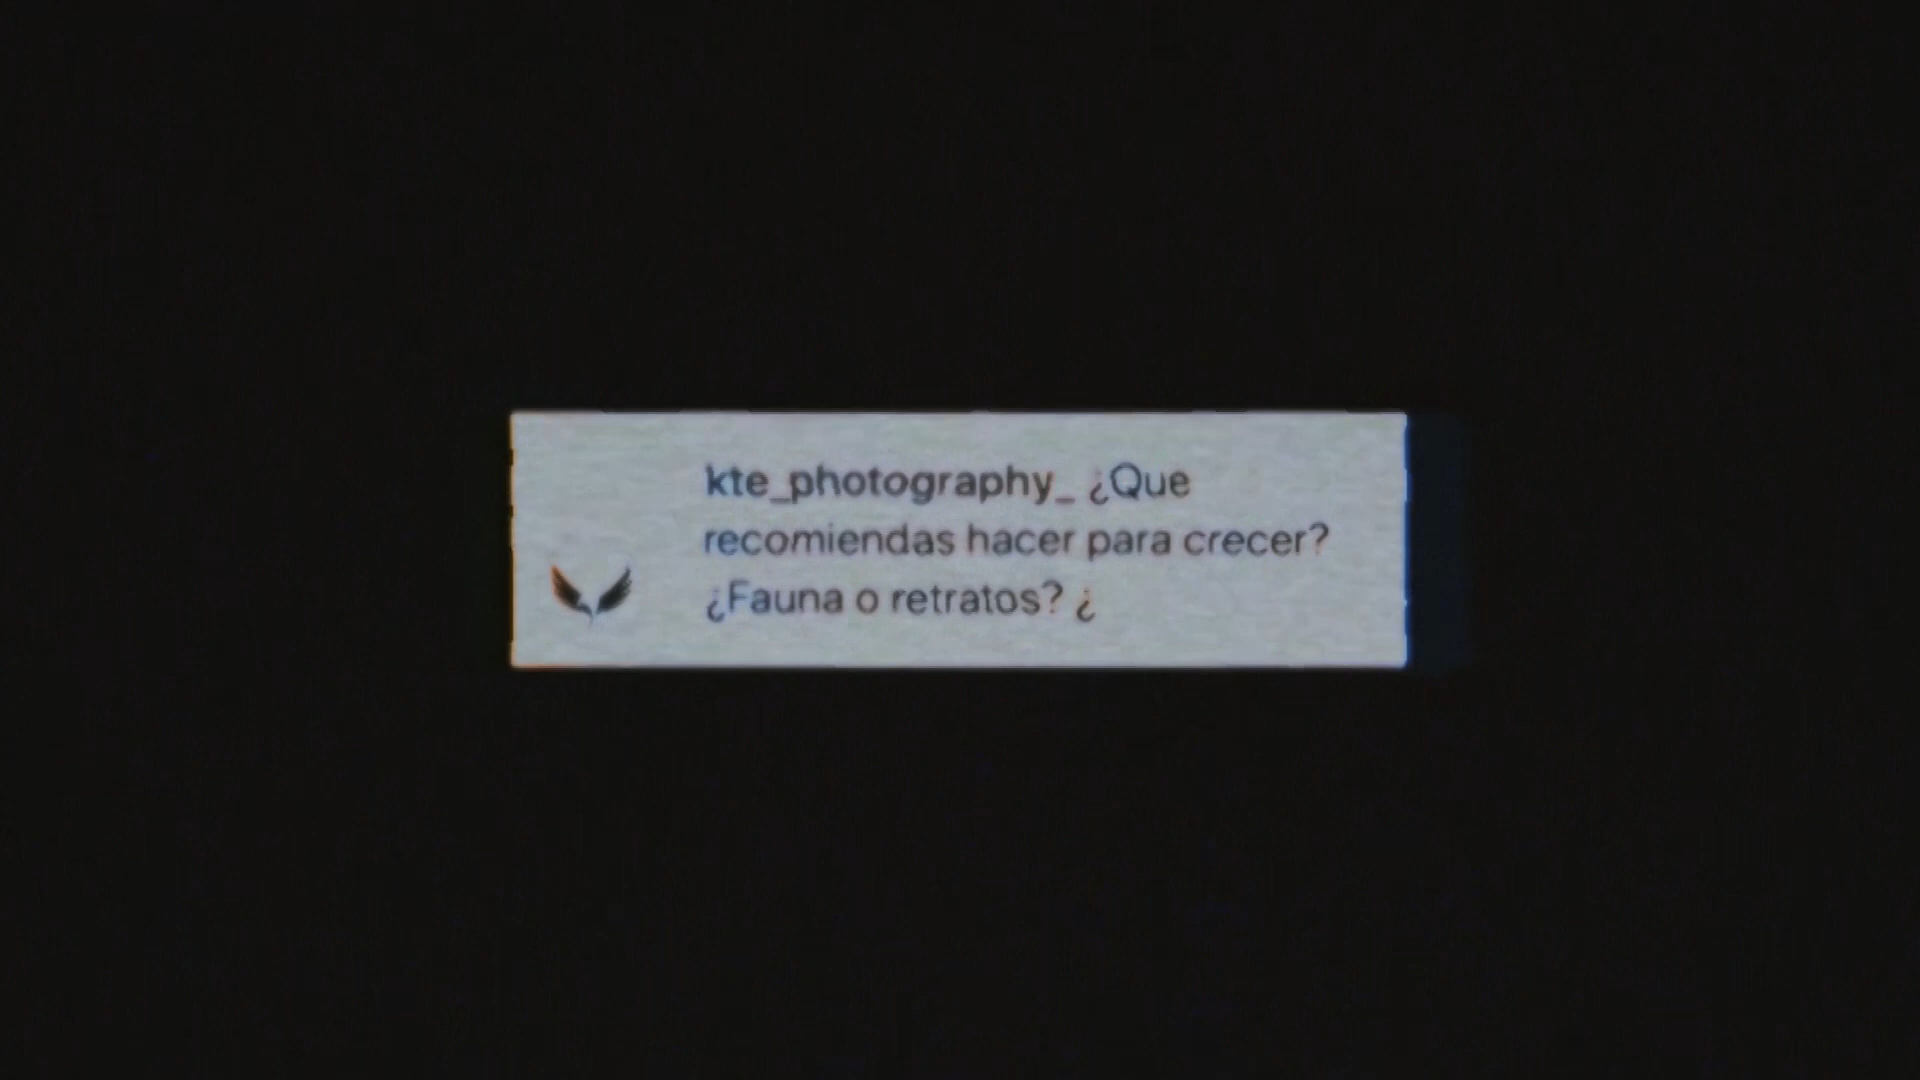 kte_photography_ ¿Que
recomiendas hacer para crecer?
¿Fauna o retratos? ¿